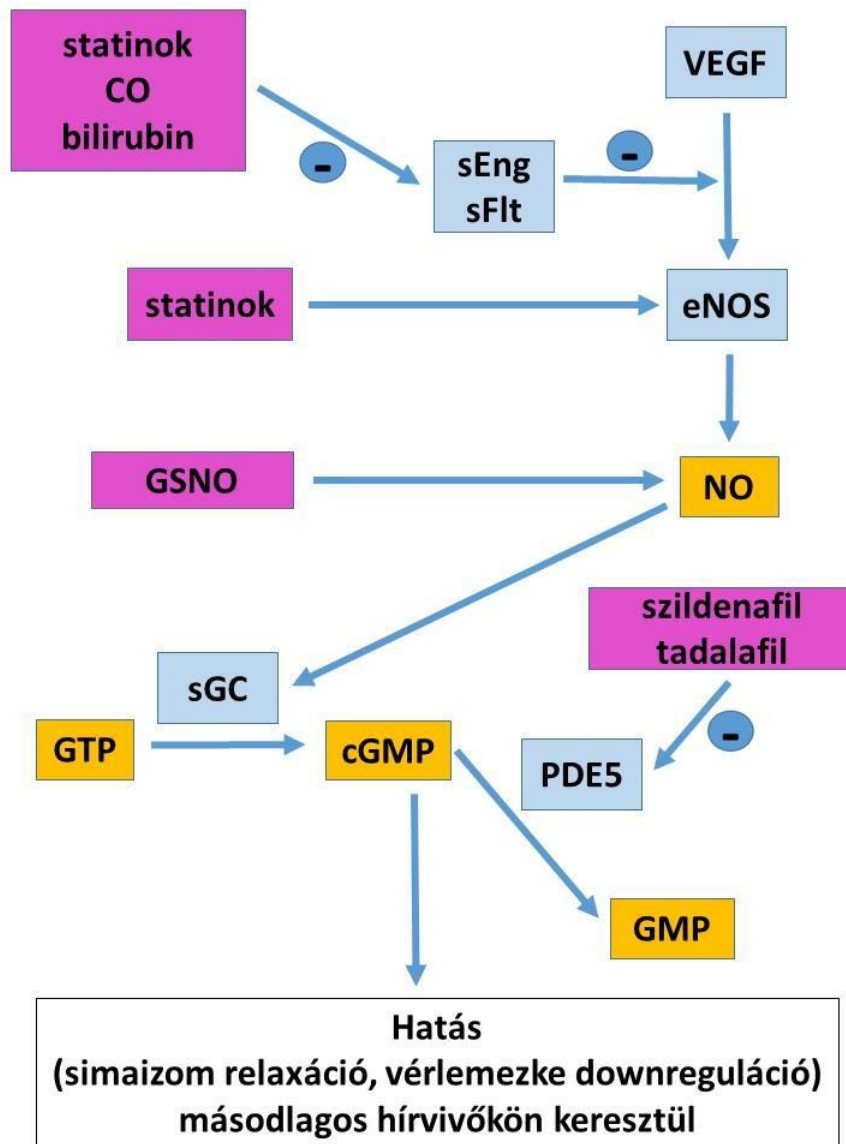 statinok
CO
bilirubin
VEGF
-
-
sEng
sFlt
statinok
eNOS
GSNO
NO
szildenafil
tadalafil
sGC
-
GTP
cGMP
PDE5
GMP
Hatás
(simaizom relaxáció, vérlemezke downreguláció)
másodlagos hírvivőkön keresztül